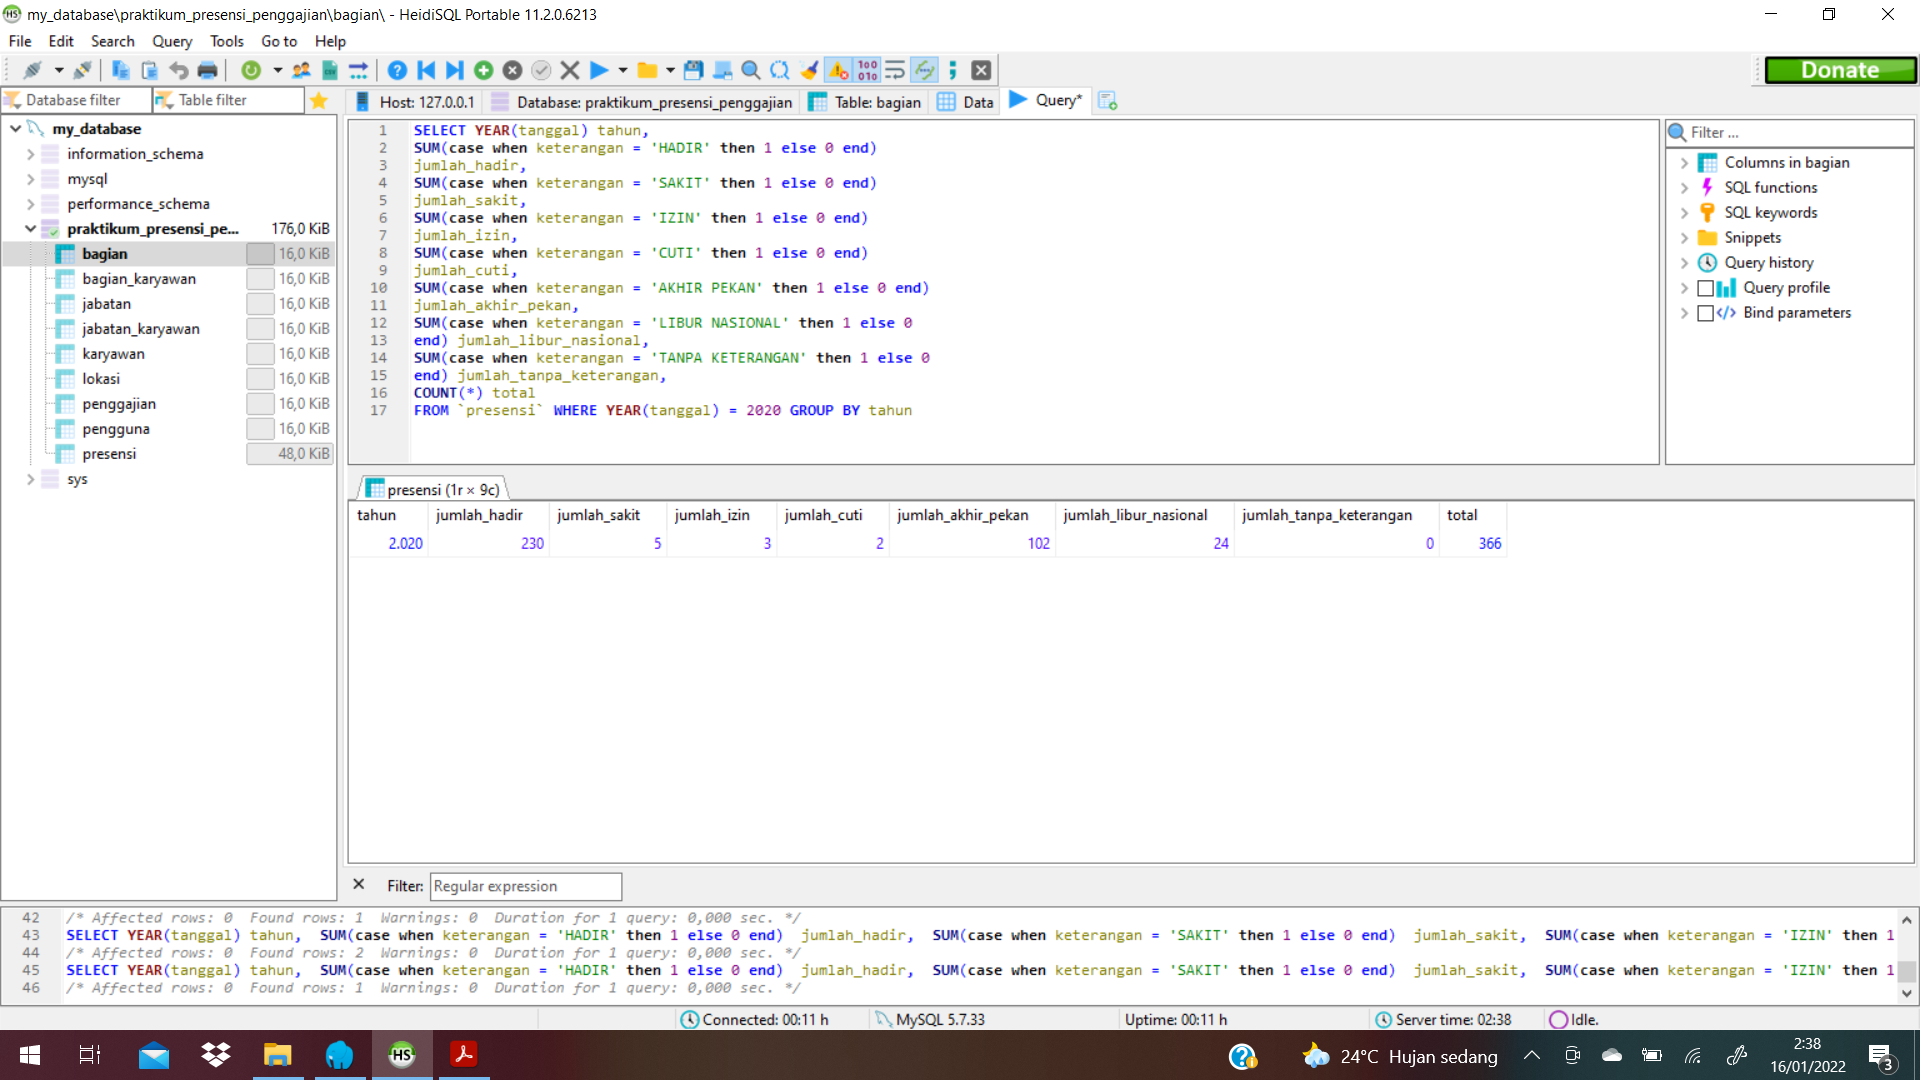 my_database\praktikum_presensi_penggajian\bagian\ - HeidiSQL Portable 11.2.0.6213
File Edit Search Query Tools Go to Help
Donate
Database filter Table filter
Host: 127.0.0.1 Database: praktikum_presensi_penggajian Table: bagian Data Query*
my_database
information_schema
mysql
performance_schema
praktikum_presensi_pe... 176,0 KiB
bagian 16,0 KiB
bagian_karyawan 16,0 KiB
jabatan 16,0 KiB
jabatan_karyawan 16,0 KiB
karyawan 16,0 KiB
lokasi 16,0 KiB
penggajian 16,0 KiB
pengguna 16,0 KiB
presensi 48,0 KiB
sys
1 SELECT YEAR(tanggal) tahun,
2 SUM(case when keterangan = 'HADIR' then 1 else 0 end)
3 jumlah_hadir,
4 SUM(case when keterangan = 'SAKIT' then 1 else 0 end)
5 jumlah_sakit,
6 SUM(case when keterangan = 'IZIN' then 1 else 0 end)
7 jumlah_izin,
8 SUM(case when keterangan = 'CUTI' then 1 else 0 end)
9 jumlah_cuti,
10 SUM(case when keterangan = 'AKHIR PEKAN' then 1 else 0 end)
11 jumlah_akhir_pekan,
12 SUM(case when keterangan = 'LIBUR NASIONAL' then 1 else 0
13 end) jumlah_libur_nasional,
14 SUM(case when keterangan = 'TANPA KETERANGAN' then 1 else 0
15 end) jumlah_tanpa_keterangan,
16 COUNT(*) total
17 FROM `presensi` WHERE YEAR(tanggal) = 2020 GROUP BY tahun
Filter ...
Columns in bagian
SQL functions
SQL keywords
Snippets
Query history
Query profile
Bind parameters
presensi (1r × 9c)
tahun jumlah_hadir jumlah_sakit jumlah_izin jumlah_cuti jumlah_akhir_pekan jumlah_libur_nasional jumlah_tanpa_keterangan total
2.020 230 5 3 2 102 24 0 366
Filter: Regular expression
42 /* Affected rows: 0 Found rows: 1 Warnings: 0 Duration for 1 query: 0,000 sec. */
43 SELECT YEAR(tanggal) tahun, SUM(case when keterangan = 'HADIR' then 1 else 0 end) jumlah_hadir, SUM(case when keterangan = 'SAKIT' then 1 else 0 end) jumlah_sakit, SUM(case when keterangan = 'IZIN' then 1
44 /* Affected rows: 0 Found rows: 2 Warnings: 0 Duration for 1 query: 0,000 sec. */
45 SELECT YEAR(tanggal) tahun, SUM(case when keterangan = 'HADIR' then 1 else 0 end) jumlah_hadir, SUM(case when keterangan = 'SAKIT' then 1 else 0 end) jumlah_sakit, SUM(case when keterangan = 'IZIN' then 1
46 /* Affected rows: 0 Found rows: 1 Warnings: 0 Duration for 1 query: 0,000 sec. */
Connected: 00:11 h MySQL 5.7.33 Uptime: 00:11 h Server time: 02:38 Idle.
HS
24°C Hujan sedang
2:38
16/01/2022
3